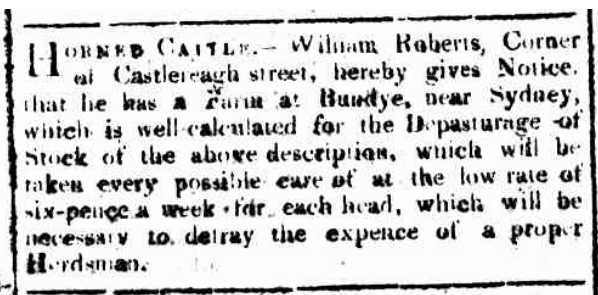 HORNED CATTLE.— William Roberts, Corner
of Castlereagh street, hereby gives Notice,
that he has a Farm at Bundye, near Sydney,
which is well calculated for the Depasturage of
Stock of the above description, which will be
taken every possible care of at the low rate of
six-pence a week for each head, which will be
necessary to defray the expence of a proper
Herdsman.